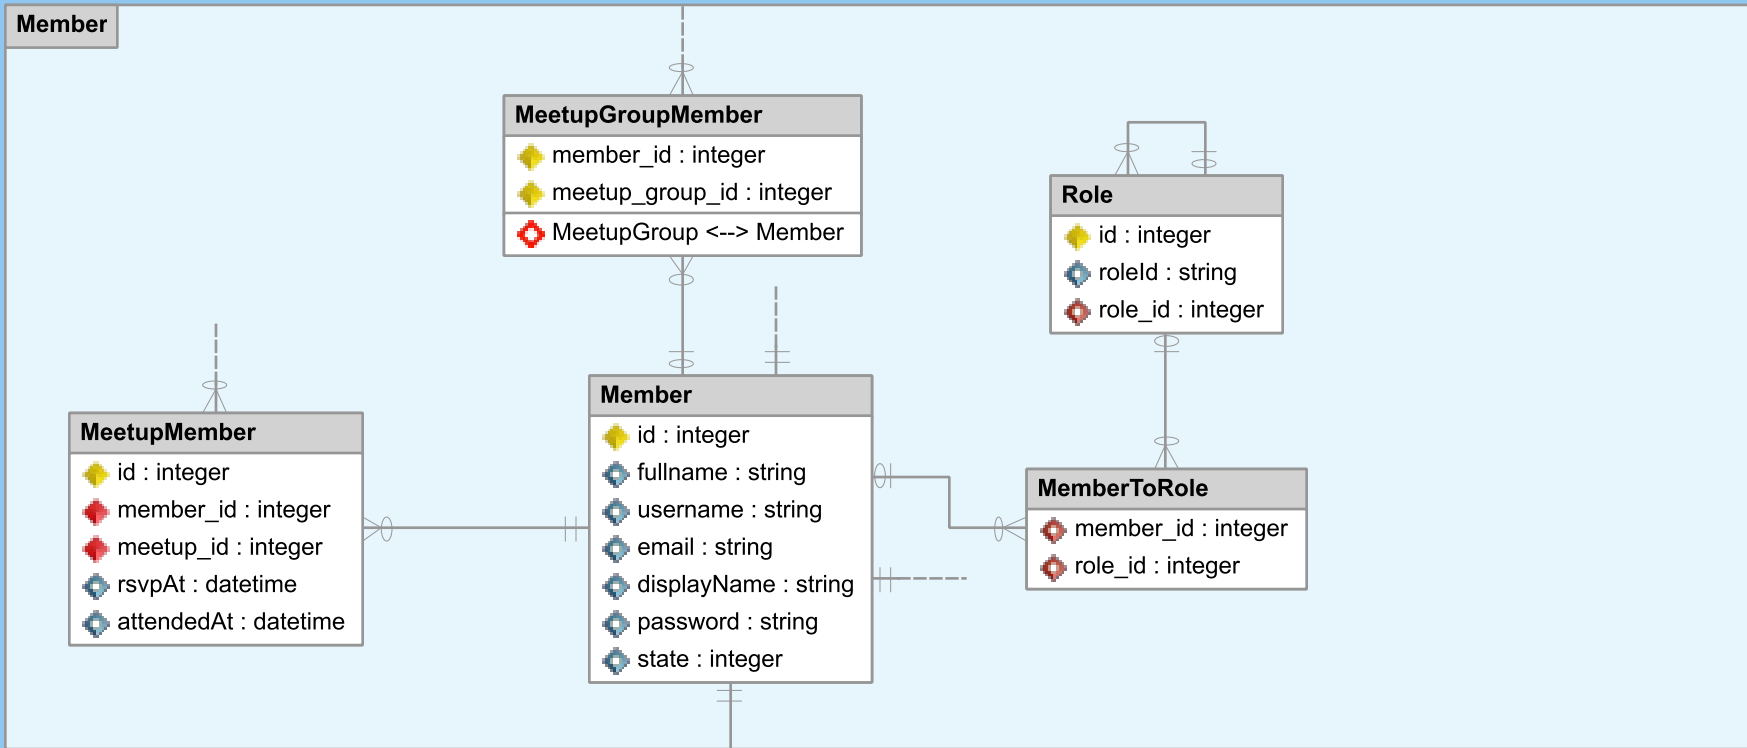 Member
MeetupGroupMember
member_id : integer
meetup_group_id : integer
MeetupGroup <--> Member
Role
id : integer
roleId : string
role_id : integer
MeetupMember
id : integer
member_id : integer
meetup_id : integer
rsvpAt : datetime
attendedAt : datetime
Member
id : integer
fullname : string
username : string
email : string
displayName : string
password : string
state : integer
MemberToRole
member_id : integer
role_id : integer